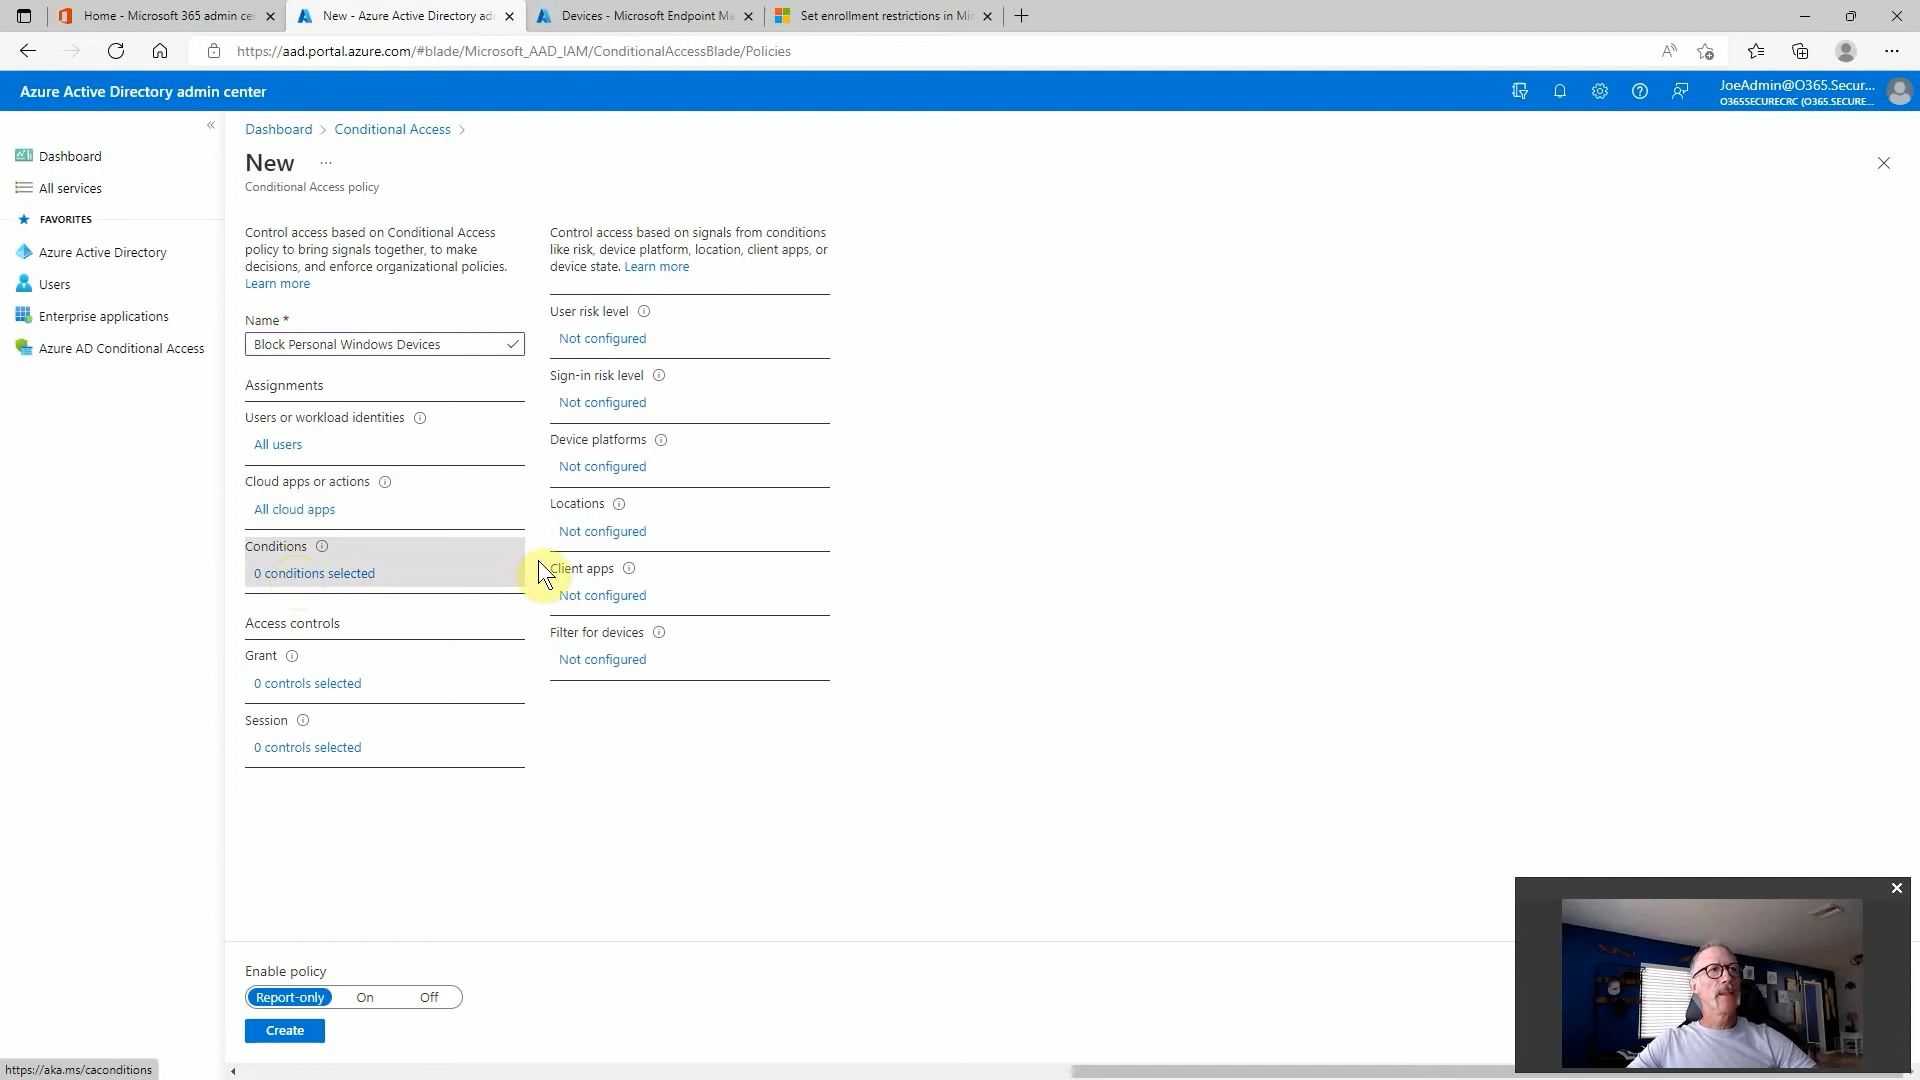 Home - Microsoft 365 admin ce
New - Azure Active Directory ad
Devices - Microsoft Endpoint Ma
Set enrollment restrictions in Mi
https://aad.portal.azure.com/#blade/Microsoft_AAD_IAM/ConditionalAccessBlade/Policies
Azure Active Directory admin center
JoeAdmin@O365.Secur...
O365SECURECRC (O365.SECURE...
Dashboard
All services
FAVORITES
Azure Active Directory
Users
Enterprise applications
Azure AD Conditional Access
Dashboard > Conditional Access >
New ...
Conditional Access policy
Control access based on Conditional Access
policy to bring signals together, to make
decisions, and enforce organizational policies.
Learn more
Name *
Block Personal Windows Devices
Assignments
Users or workload identities
All users
Cloud apps or actions
All cloud apps
Conditions
0 conditions selected
Access controls
Grant
0 controls selected
Session
0 controls selected
Control access based on signals from conditions
like risk, device platform, location, client apps, or
device state. Learn more
User risk level
Not configured
Sign-in risk level
Not configured
Device platforms
Not configured
Locations
Not configured
Client apps
Not configured
Filter for devices
Not configured
Enable policy
Report-only On Off
Create
https://aka.ms/caconditions